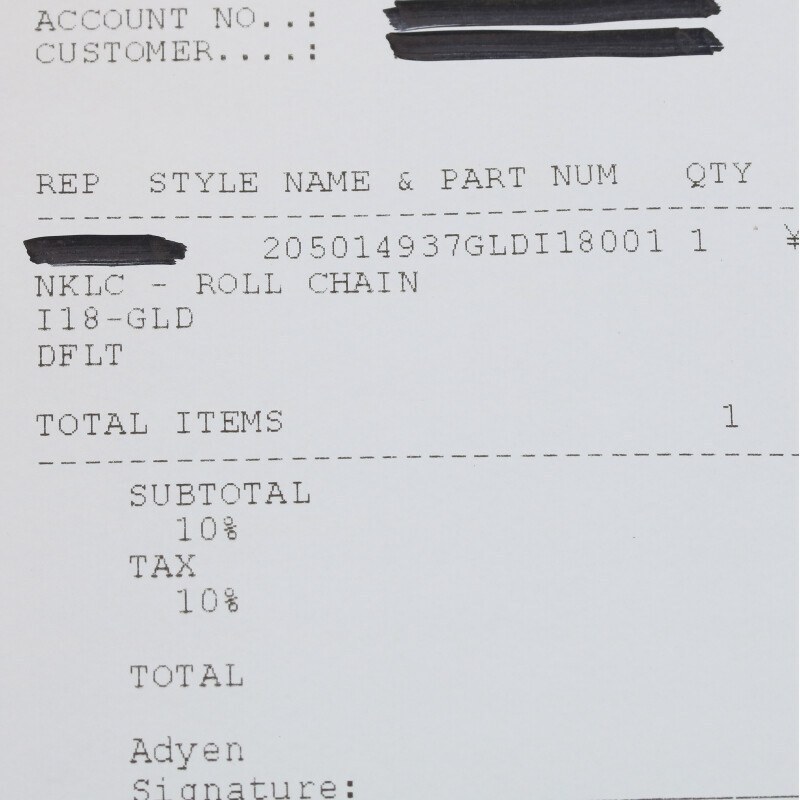 ACCOUNT NO..:
CUSTOMER....:
REP STYLE NAME & PART NUM QTY
205014937GLDI18001 1 ¥
NKLC - ROLL CHAIN
I18-GLD
DFLT
TOTAL ITEMS 1
SUBTOTAL
10%
TAX
10%
TOTAL
Adyen
Signature: